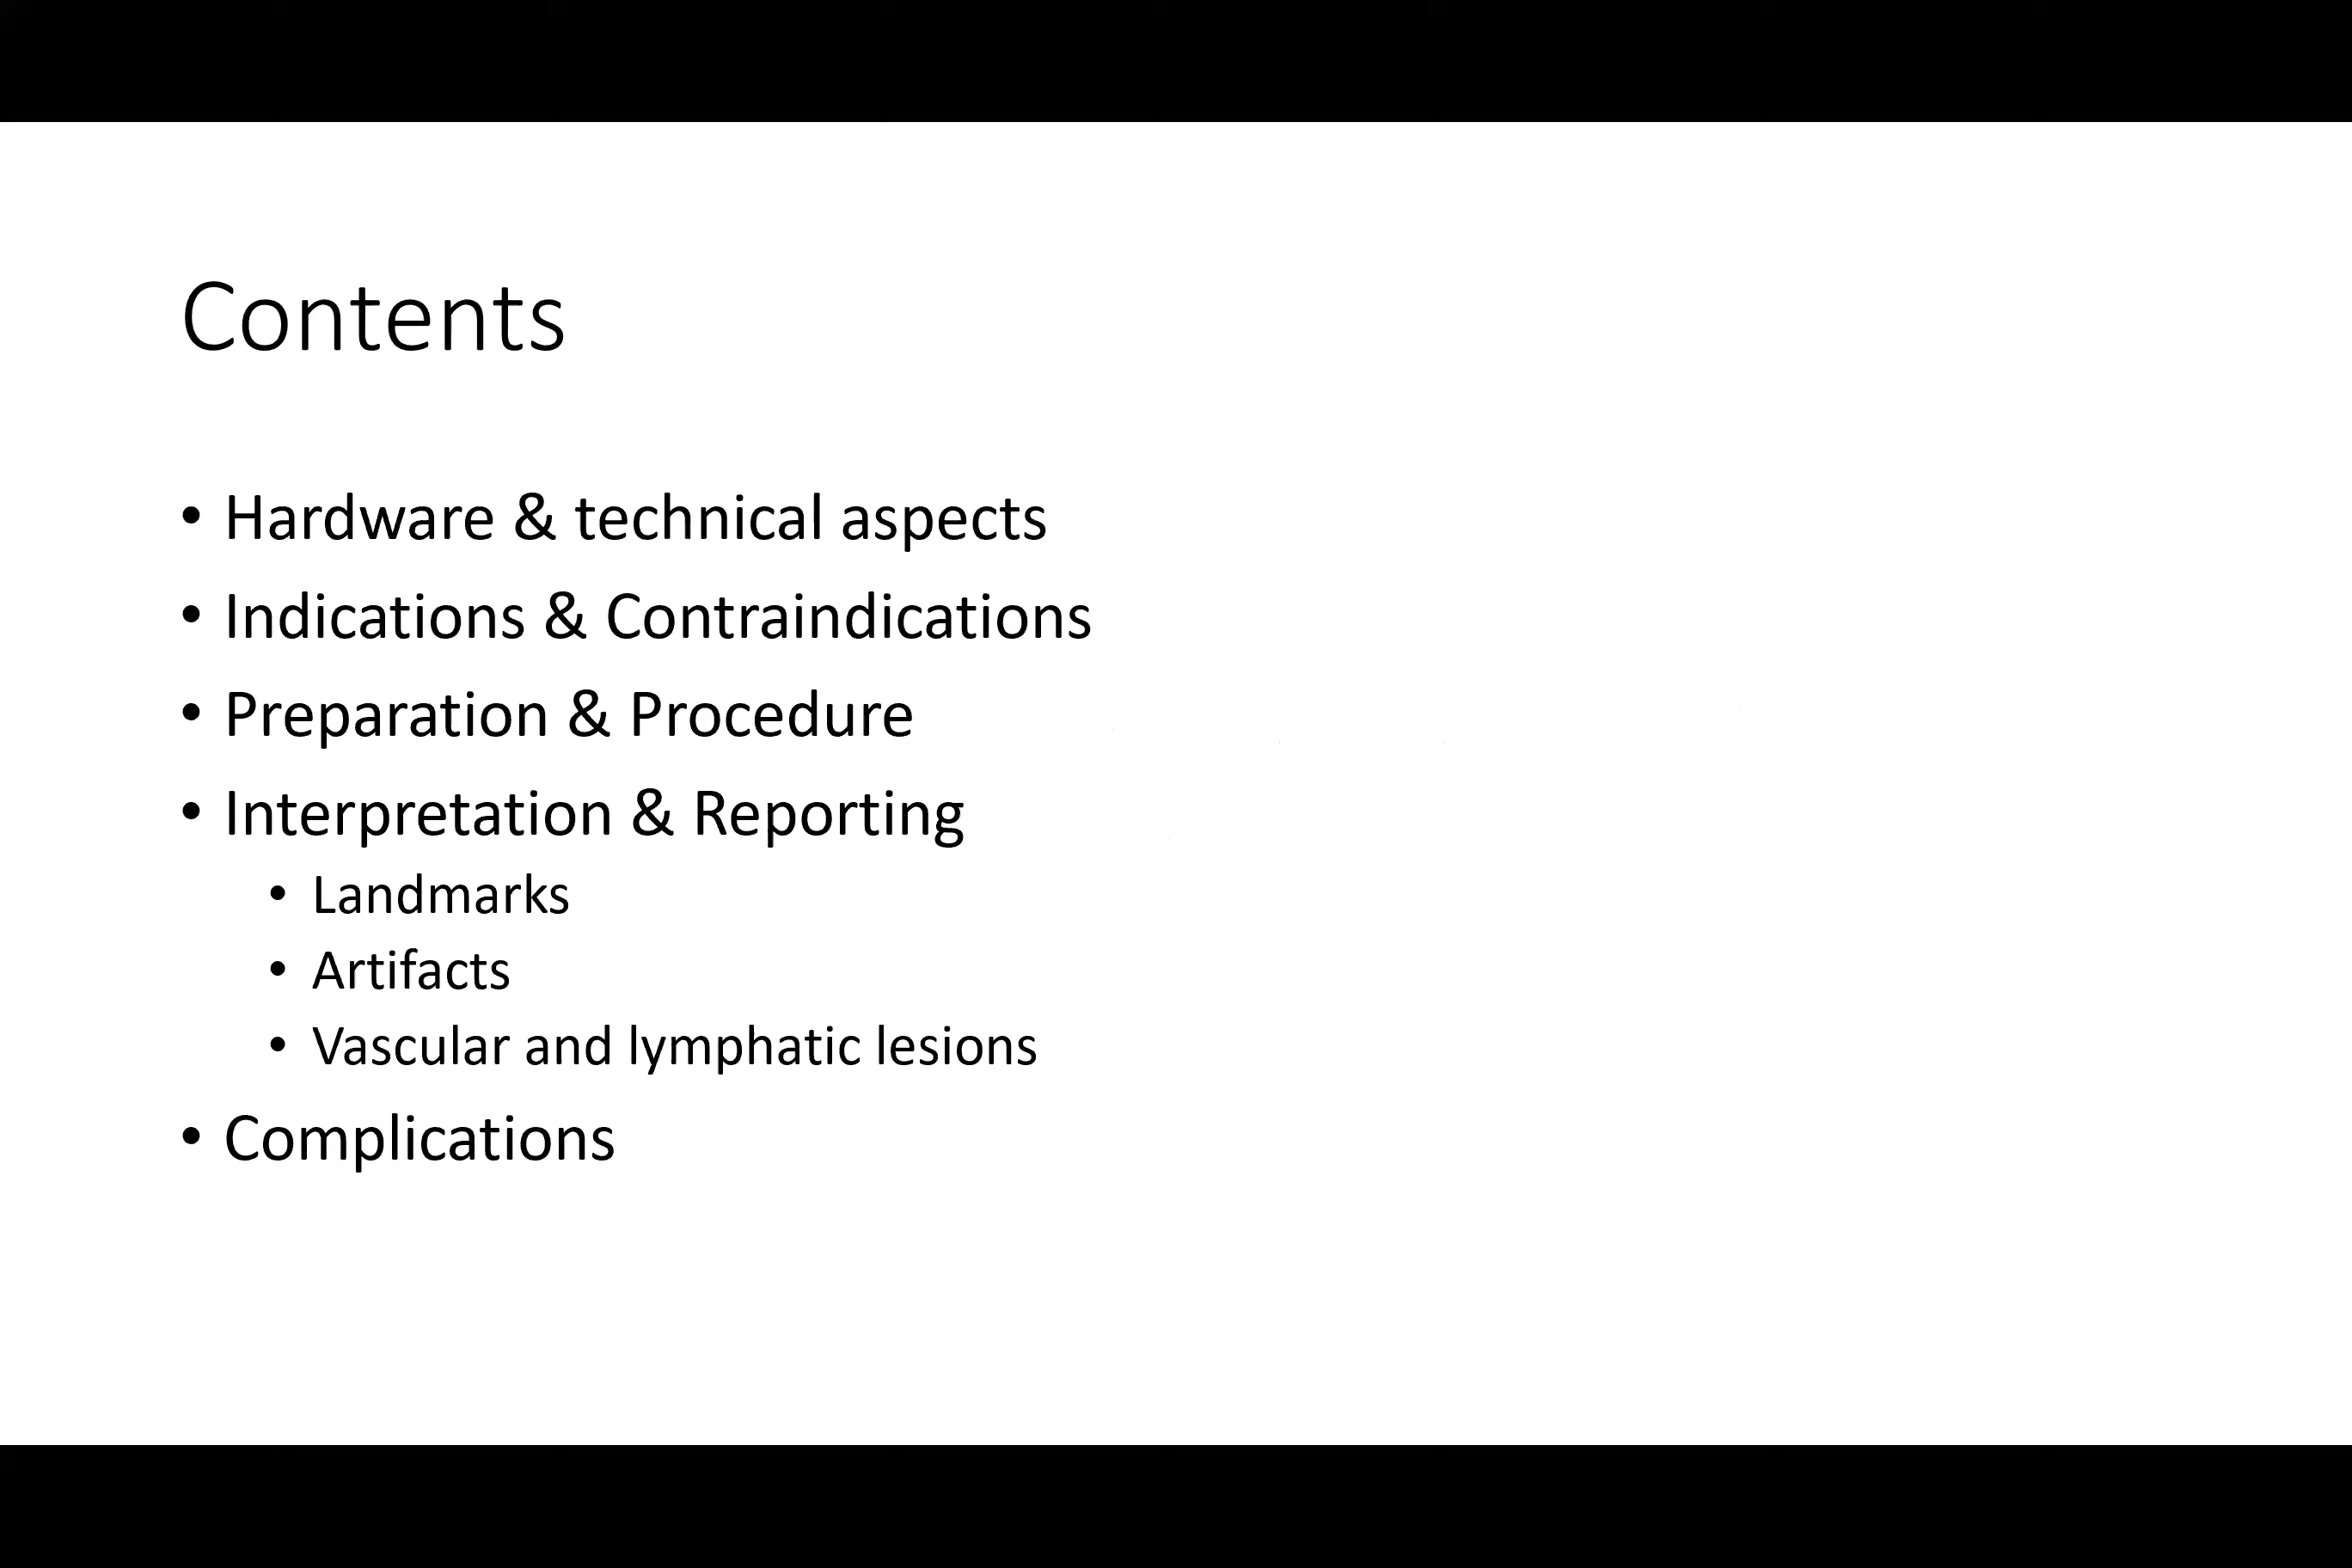 Contents
• Hardware & technical aspects
• Indications & Contraindications
• Preparation & Procedure
• Interpretation & Reporting
• Landmarks
• Artifacts
• Vascular and lymphatic lesions
• Complications